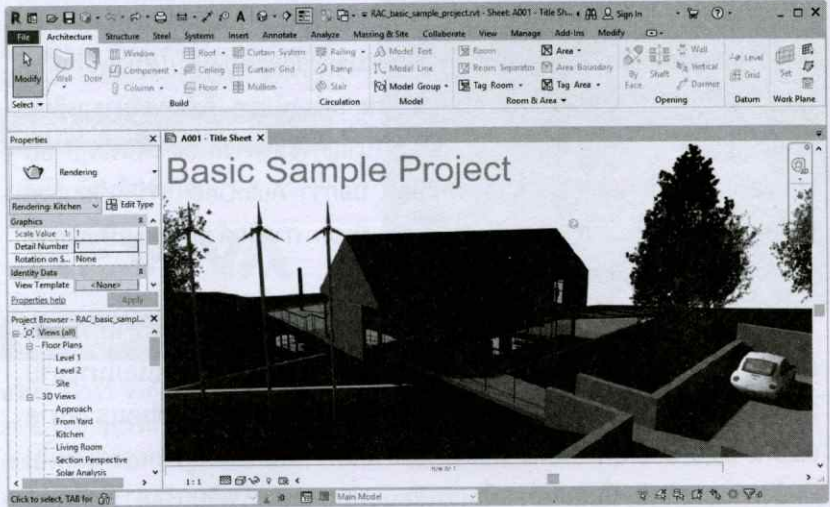 RAC_basic_sample_project.rvt - Sheet: A001 - Title Sh... Sign In
File Architecture Structure Steel Systems Insert Annotate Analyze Massing & Site Collaborate View Manage Add-Ins Modify
Modify Wall Door Window Component Column Roof Ceiling Floor Curtain System Curtain Grid Mullion Railing Ramp Stair Model Text Model Line Model Group Room Room Separator Tag Room Area Area Boundary Tag Area By Face Shaft Wall Vertical Dormer Level Grid Set
Select Build Circulation Model Room & Area Opening Datum Work Plane
Properties X
A001 - Title Sheet X
Rendering
Basic Sample Project
Rendering: Kitchen Edit Type
Graphics
Scale Value 1: 1
Detail Number 1
Rotation on S... None
Identity Data
View Template <None>
Properties help Apply
Project Browser - RAC_basic_sampl... X
Views (all)
Floor Plans
Level 1
Level 2
Site
3D Views
Approach
From Yard
Kitchen
Living Room
Section Perspective
Solar Analysis
1:1
Click to select, TAB for :0 Main Model